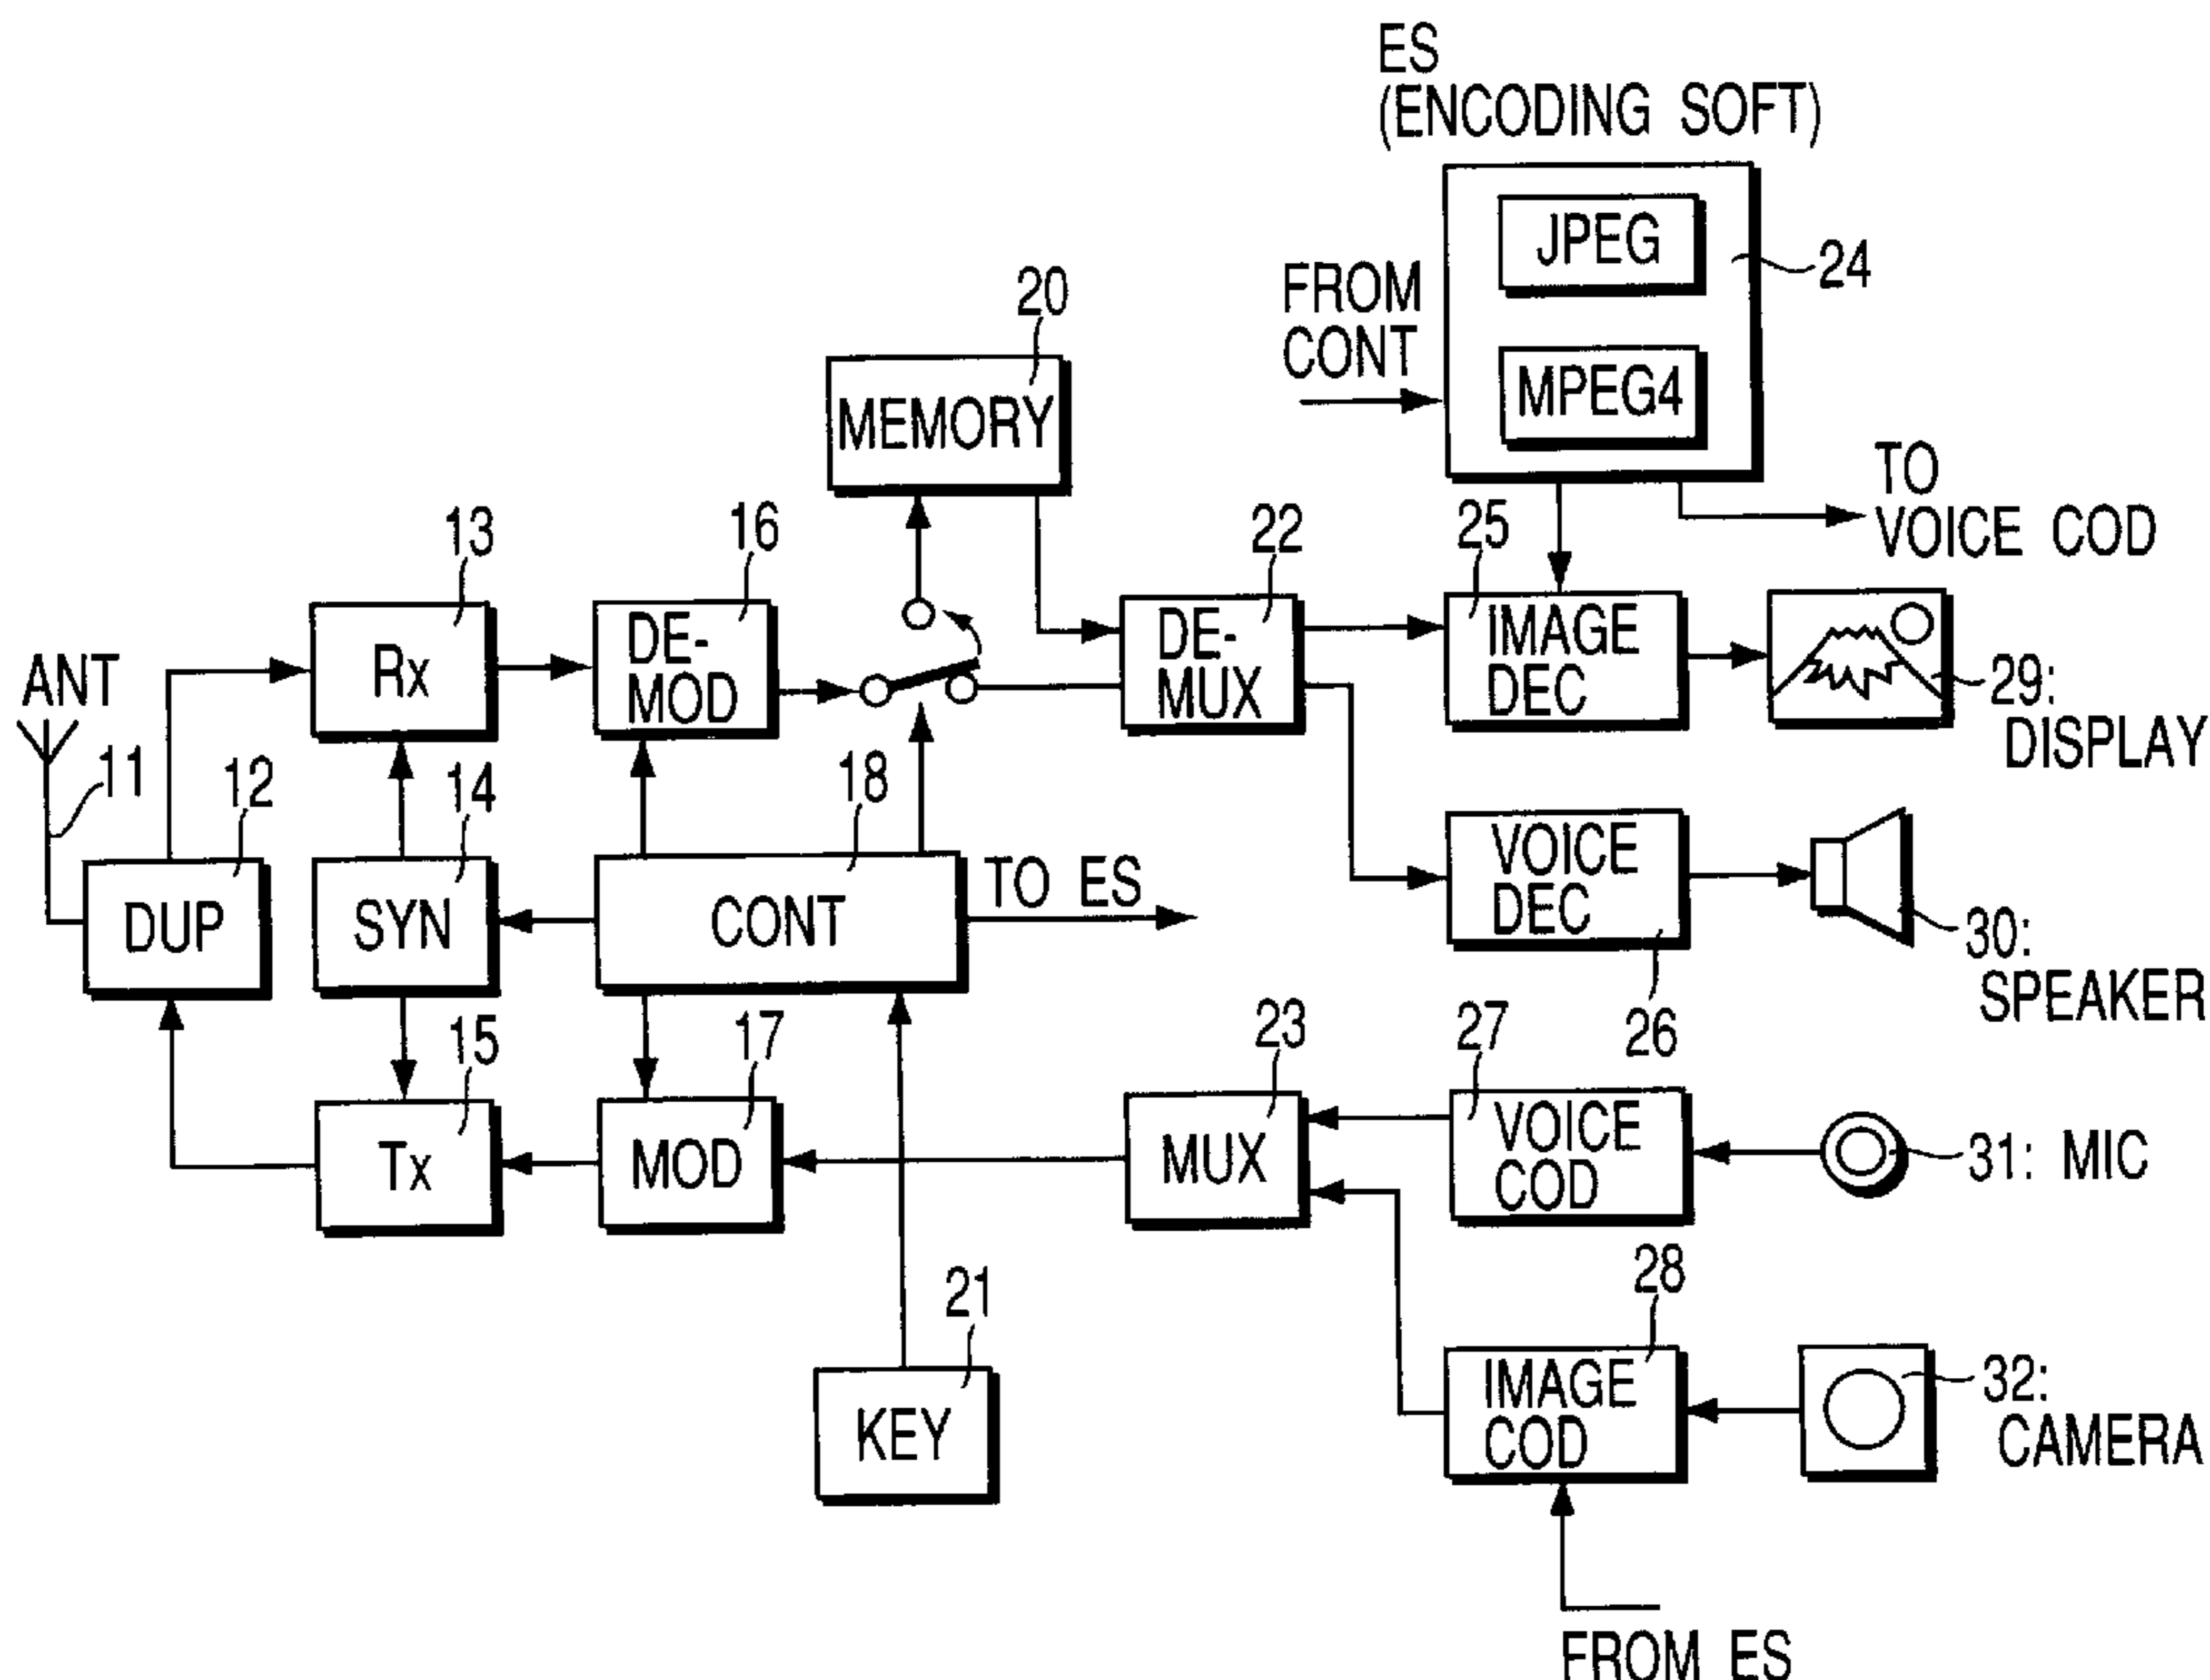 ES
(ENCODING SOFT)
JPEG
24
FROM
CONT
MPEG4
20
MEMORY
TO
VOICE COD
13
16
22
25
ANT
Rx
DE-
MOD
DE-
MUX
IMAGE
DEC
29:
DISPLAY
11
12
14
18
DUP
SYN
CONT
TO ES
VOICE
DEC
30:
SPEAKER
26
15
17
23
27
Tx
MOD
MUX
VOICE
COD
31: MIC
21
28
KEY
IMAGE
COD
32:
CAMERA
FROM ES